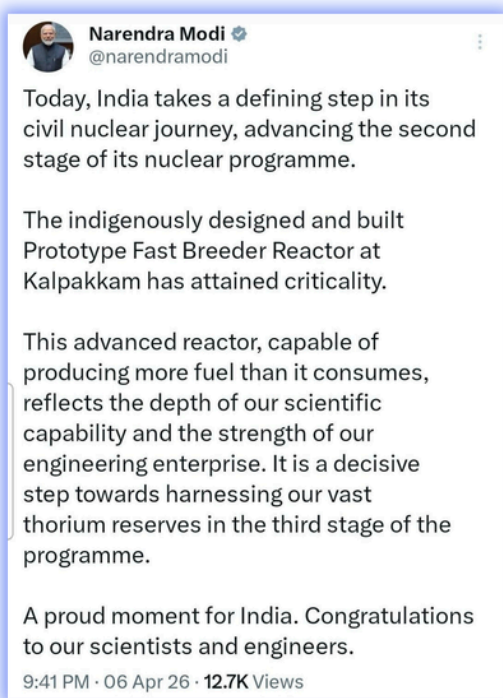 Narendra Modi
@narendramodi
Today, India takes a defining step in its
civil nuclear journey, advancing the second
stage of its nuclear programme.
The indigenously designed and built
Prototype Fast Breeder Reactor at
Kalpakkam has attained criticality.
This advanced reactor, capable of
producing more fuel than it consumes,
reflects the depth of our scientific
capability and the strength of our
engineering enterprise. It is a decisive
step towards harnessing our vast
thorium reserves in the third stage of the
programme.
A proud moment for India. Congratulations
to our scientists and engineers.
9:41 PM · 06 Apr 26 · 12.7K Views